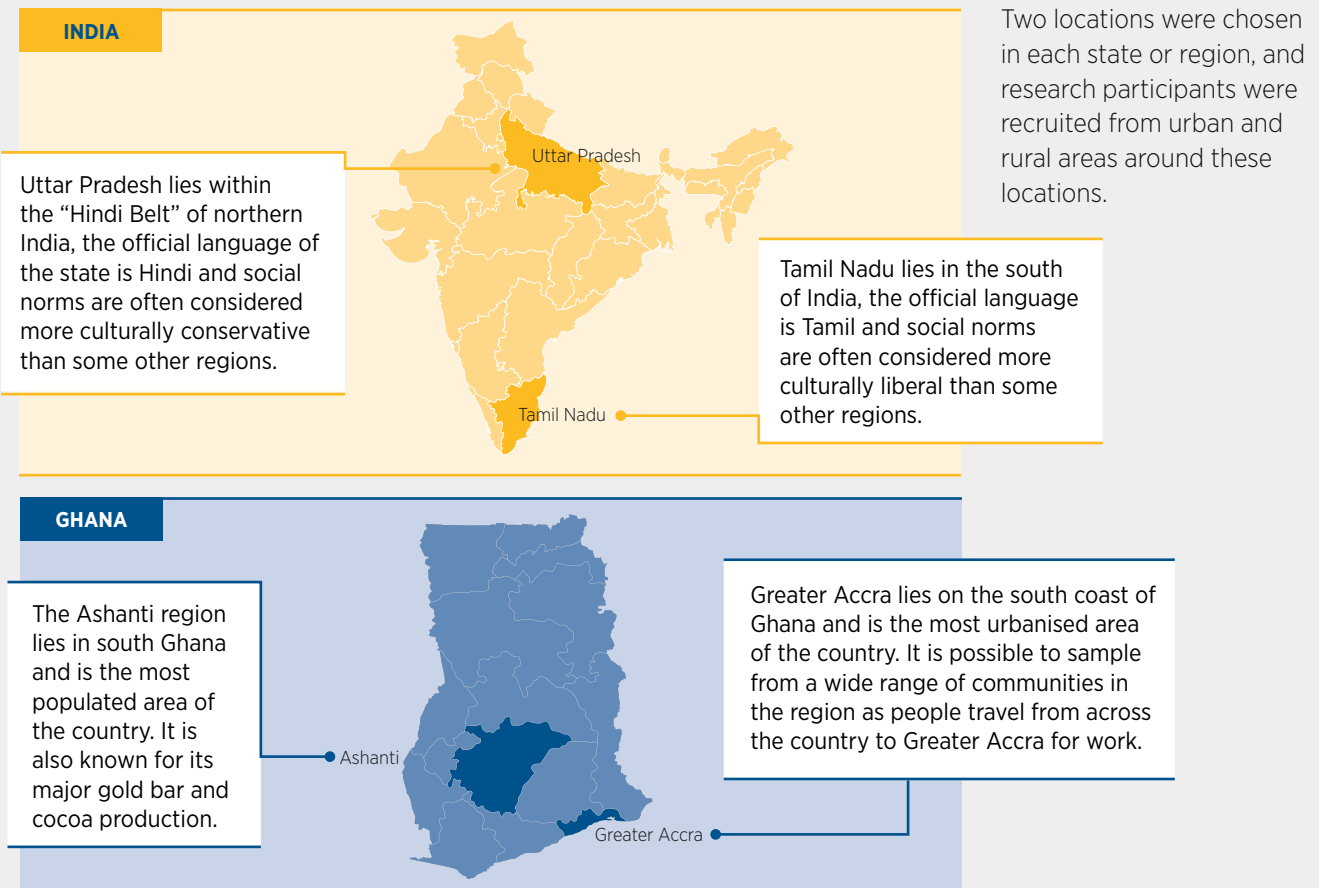 INDIA
Two locations were chosen
in each state or region, and
research participants were
recruited from urban and
rural areas around these
locations.
Uttar Pradesh
Uttar Pradesh lies within
the “Hindi Belt” of northern
India, the official language of
the state is Hindi and social
norms are often considered
more culturally conservative
than some other regions.
Tamil Nadu lies in the south
of India, the official language
is Tamil and social norms
are often considered more
culturally liberal than some
other regions.
Tamil Nadu
GHANA
The Ashanti region
lies in south Ghana
and is the most
populated area of
the country. It is
also known for its
major gold bar and
cocoa production.
Ashanti
Greater Accra lies on the south coast of
Ghana and is the most urbanised area
of the country. It is possible to sample
from a wide range of communities in
the region as people travel from across
the country to Greater Accra for work.
Greater Accra